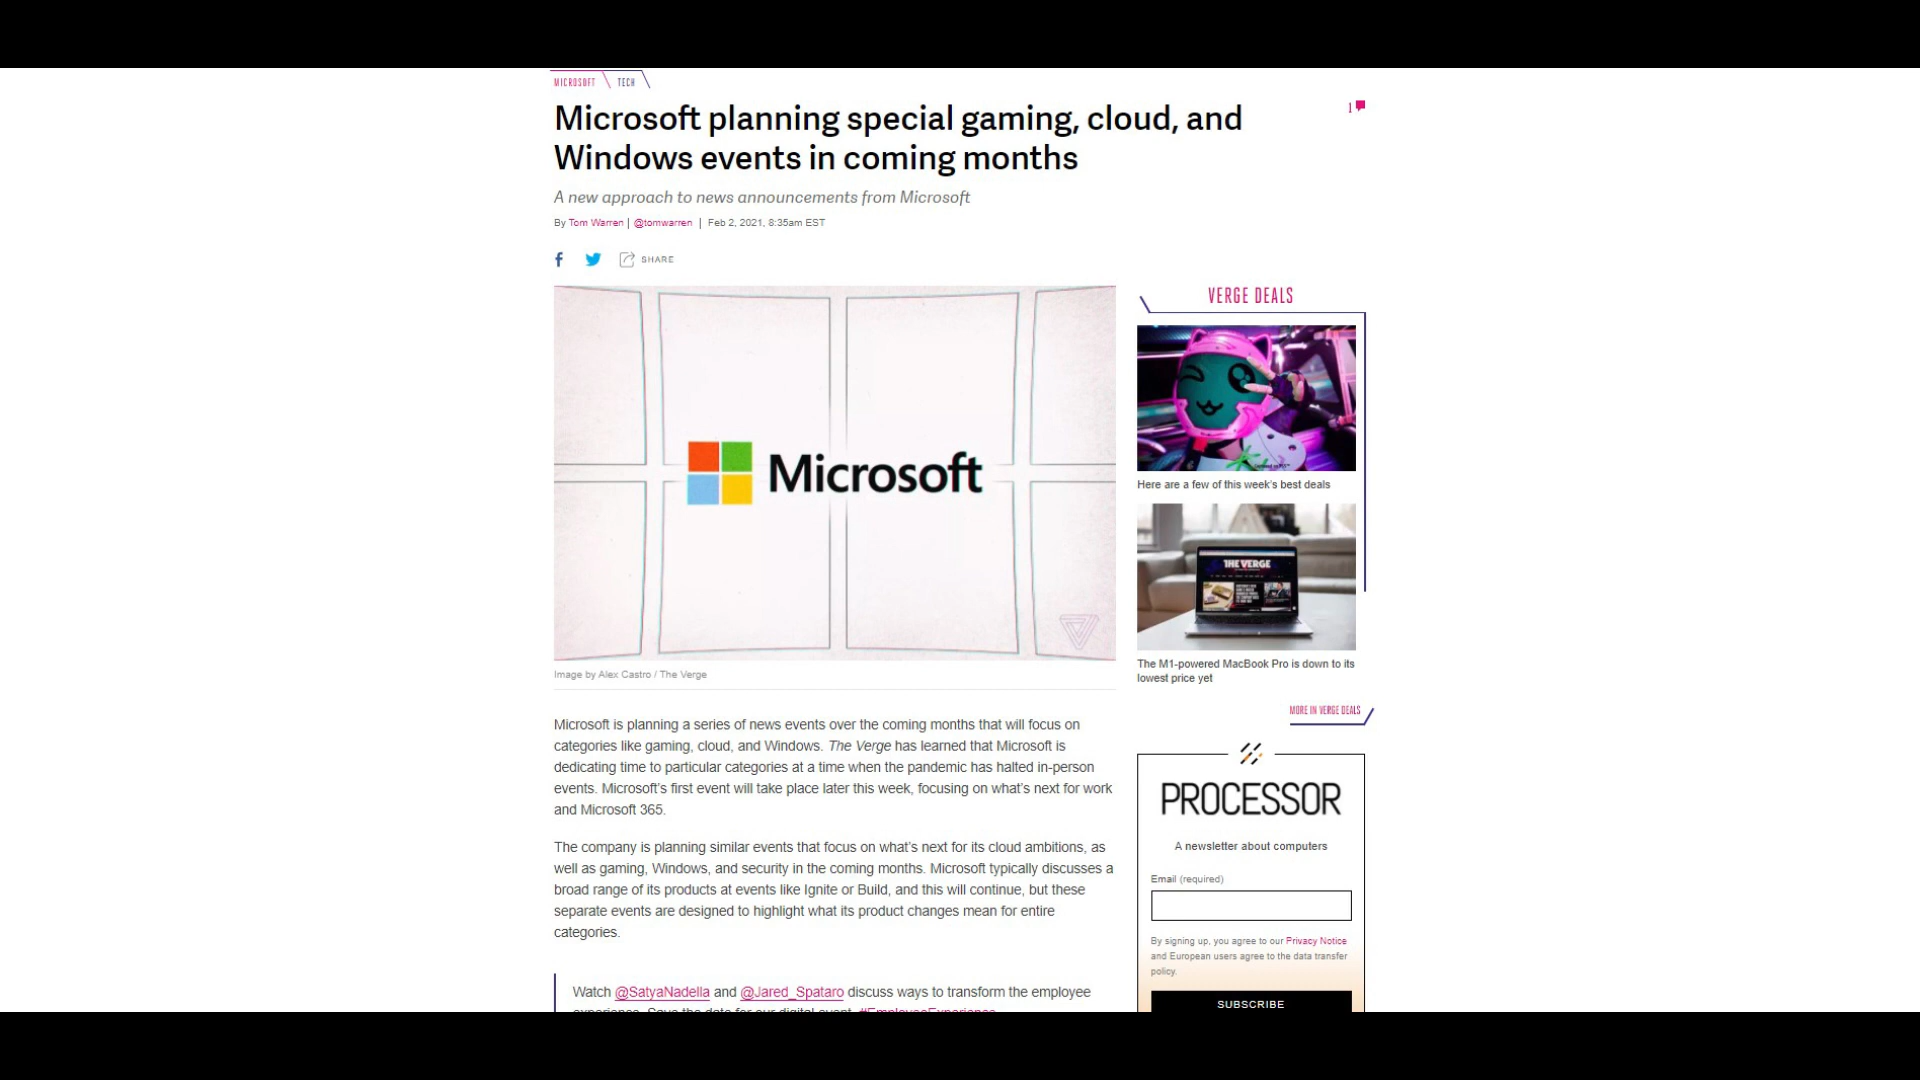 MICROSOFT TECH
Microsoft planning special gaming, cloud, and
Windows events in coming months
1
A new approach to news announcements from Microsoft
By Tom Warren | @tomwarren | Feb 2, 2021, 8:35am EST
SHARE
Microsoft
Image by Alex Castro / The Verge
Microsoft is planning a series of news events over the coming months that will focus on
categories like gaming, cloud, and Windows. The Verge has learned that Microsoft is
dedicating time to particular categories at a time when the pandemic has halted in-person
events. Microsoft's first event will take place later this week, focusing on what's next for work
and Microsoft 365.
The company is planning similar events that focus on what's next for its cloud ambitions, as
well as gaming, Windows, and security in the coming months. Microsoft typically discusses a
broad range of its products at events like Ignite or Build, and this will continue, but these
separate events are designed to highlight what its product changes mean for entire
categories.
Watch @SatyaNadella and @Jared_Spataro discuss ways to transform the employee
experience. Save the date for our digital event. #EmployeeExperience
VERGE DEALS
Here are a few of this week's best deals
THE VERGE
The M1-powered MacBook Pro is down to its
lowest price yet
MORE IN VERGE DEALS
PROCESSOR
A newsletter about computers
Email (required)
By signing up, you agree to our Privacy Notice
and European users agree to the data transfer
policy.
SUBSCRIBE